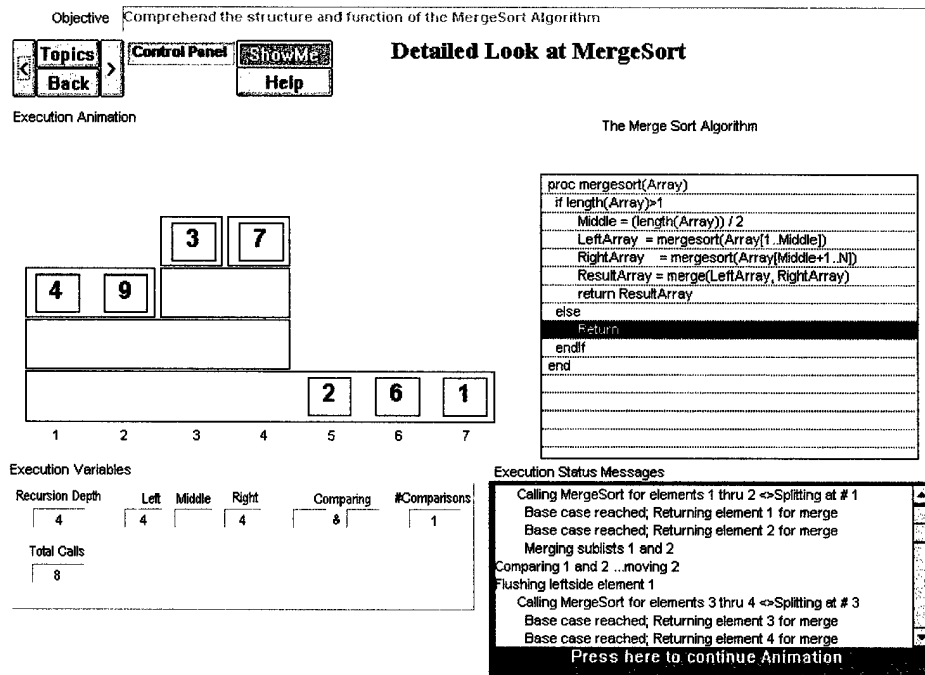 Objective Comprehend the structure and function of the MergeSort Algorithm
< Topics > Control Panel ShowMe Detailed Look at MergeSort
Back Help
Execution Animation
The Merge Sort Algorithm
proc mergesort(Array)
if length(Array)>1
Middle = (length(Array)) / 2
LeftArray = mergesort(Array[1..Middle])
RightArray = mergesort(Array[Middle+1..N])
ResultArray = merge(LeftArray, RightArray)
return ResultArray
else
Return
endIf
end
3 7
4 9
2 6 1
1 2 3 4 5 6 7
Execution Variables
Recursion Depth Left Middle Right Comparing #Comparisons
4 4 4 & 1
Total Calls
8
Execution Status Messages
Calling MergeSort for elements 1 thru 2 <>Splitting at # 1
Base case reached; Returning element 1 for merge
Base case reached; Returning element 2 for merge
Merging sublists 1 and 2
Comparing 1 and 2 ...moving 2
Flushing leftside element 1
Calling MergeSort for elements 3 thru 4 <>Splitting at # 3
Base case reached; Returning element 3 for merge
Base case reached; Returning element 4 for merge
Press here to continue Animation